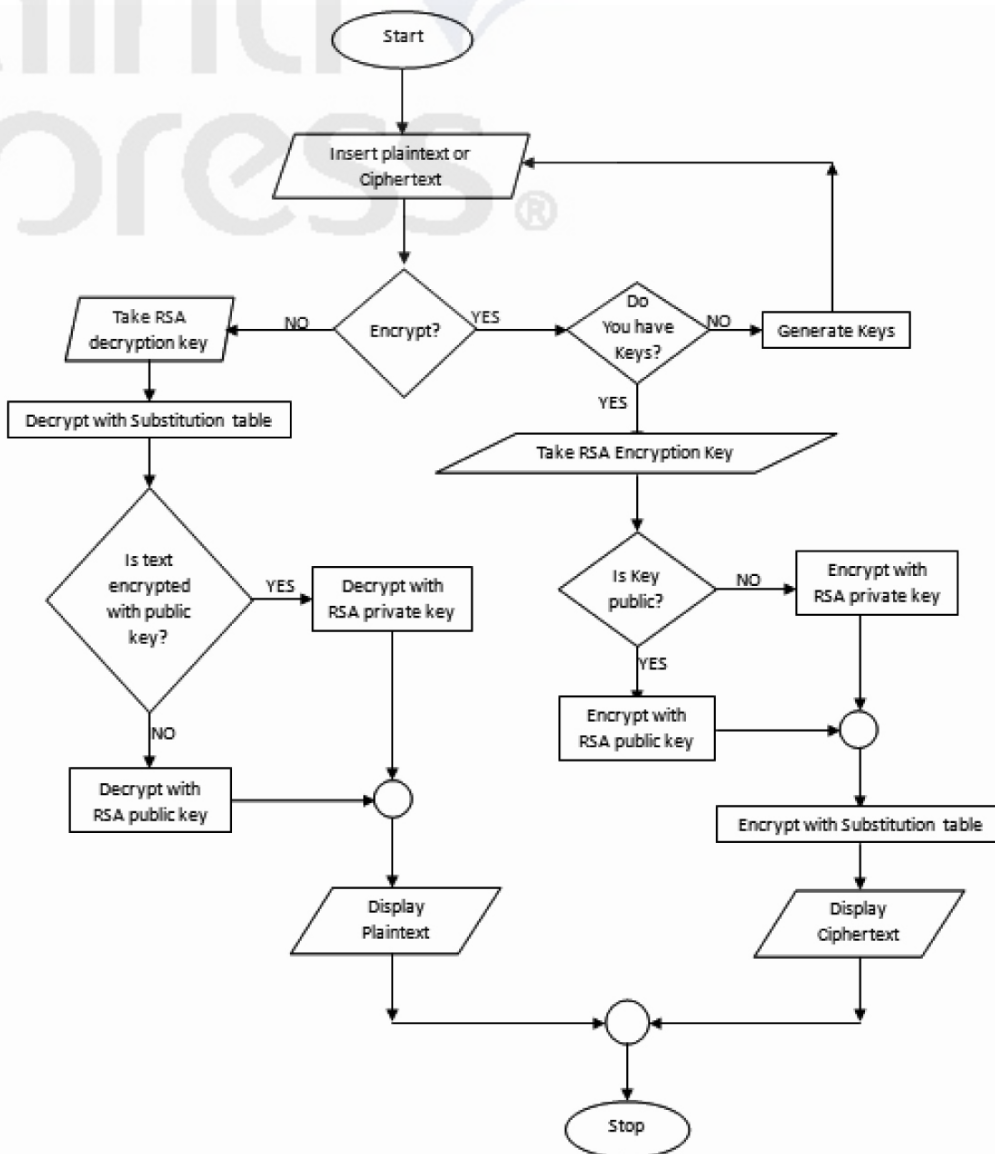 press®
Start
Insert plaintext or
Ciphertext
Encrypt?
NO
YES
Take RSA
decryption key
Do
You have
Keys?
NO
Generate Keys
YES
Decrypt with Substitution table
Take RSA Encryption Key
Is text
encrypted
with public
key?
YES
Decrypt with
RSA private key
NO
Decrypt with
RSA public key
Is Key
public?
NO
Encrypt with
RSA private key
YES
Encrypt with
RSA public key
Encrypt with Substitution table
Display
Plaintext
Display
Ciphertext
Stop